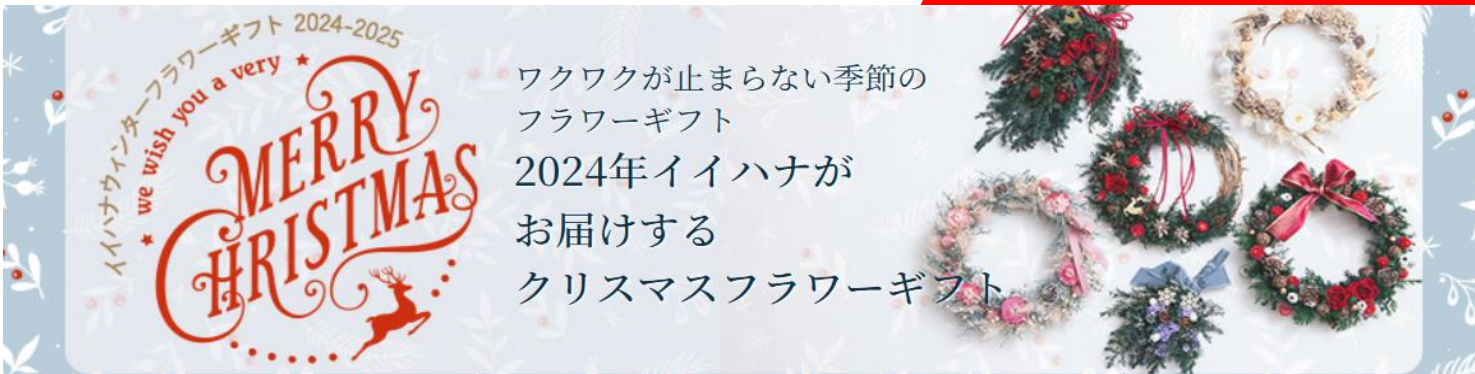 イイハナウィンターフラワーギフト 2024-2025
★ we wish you a very ★
MERRY
CHRISTMAS
ワクワクが止まらない季節の
フラワーギフト
2024年イイハナが
お届けする
クリスマスフラワーギフト